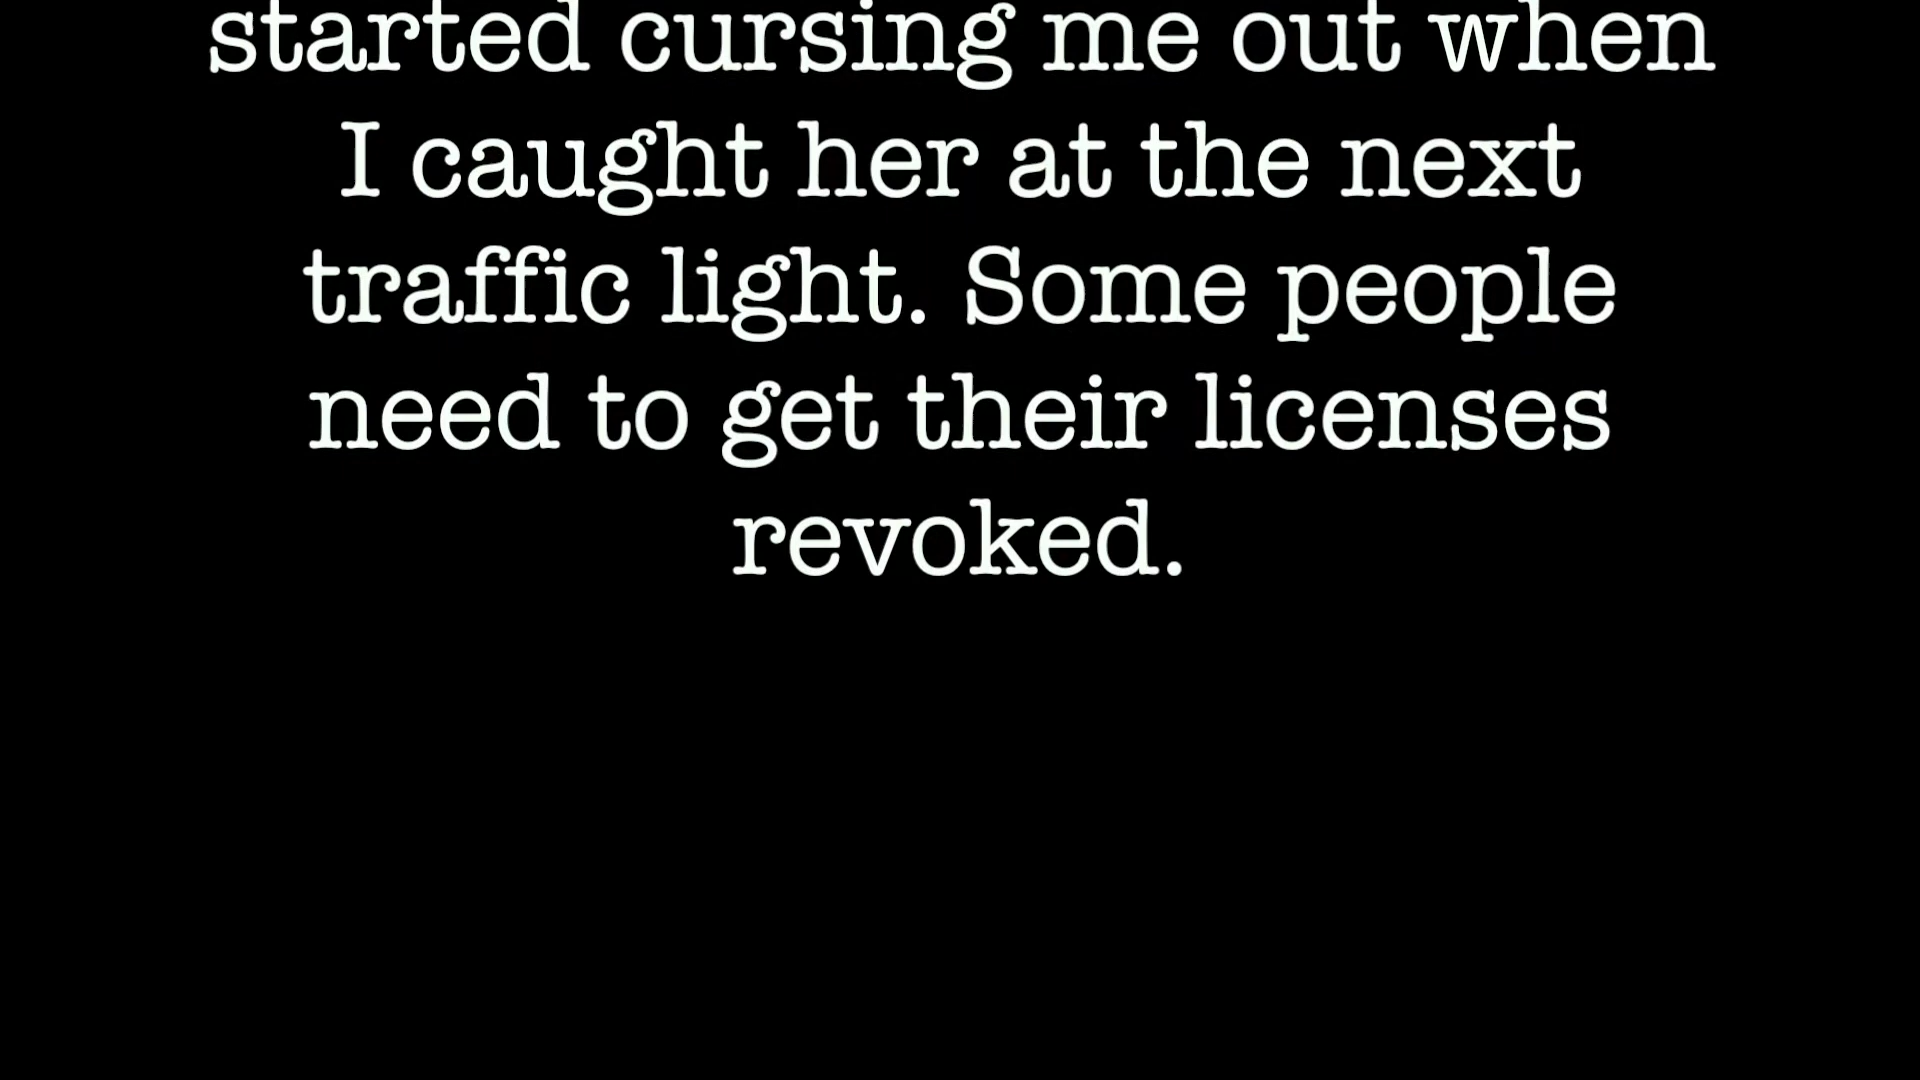 started cursing me out when
I caught her at the next
traffic light. Some people
need to get their licenses
revoked.